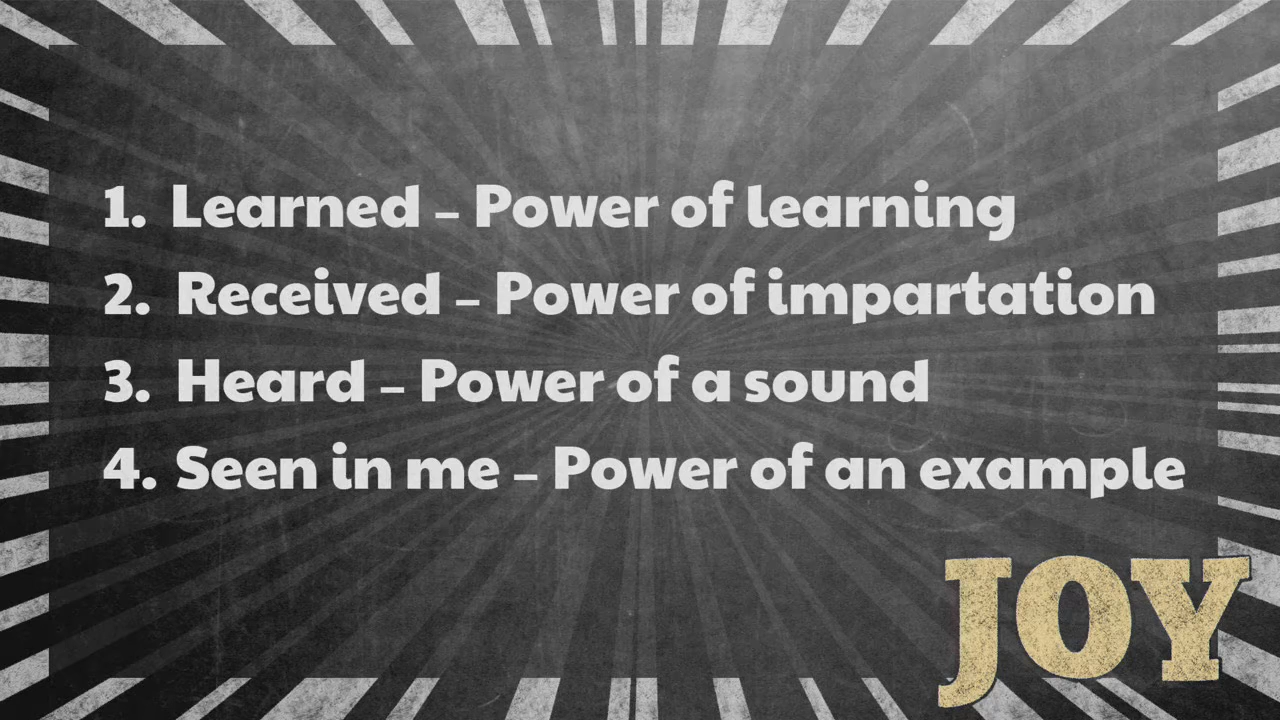 1. Learned – Power of learning
2. Received – Power of impartation
3. Heard – Power of a sound
4. Seen in me – Power of an example
JOY